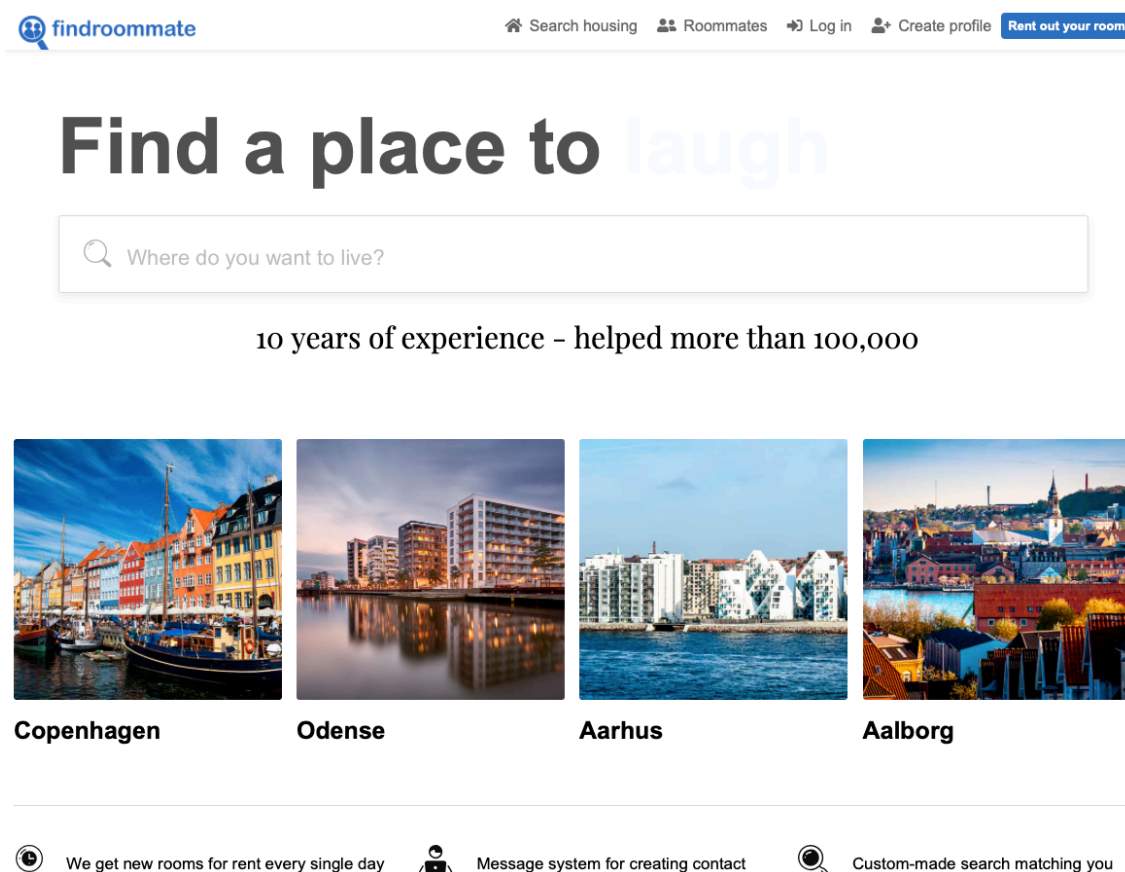 findroommate
Search housing
Roommates
Log in
Create profile
Rent out your room
Find a place to laugh
Where do you want to live?
10 years of experience - helped more than 100,000
Copenhagen
Odense
Aarhus
Aalborg
We get new rooms for rent every single day
Message system for creating contact
Custom-made search matching you